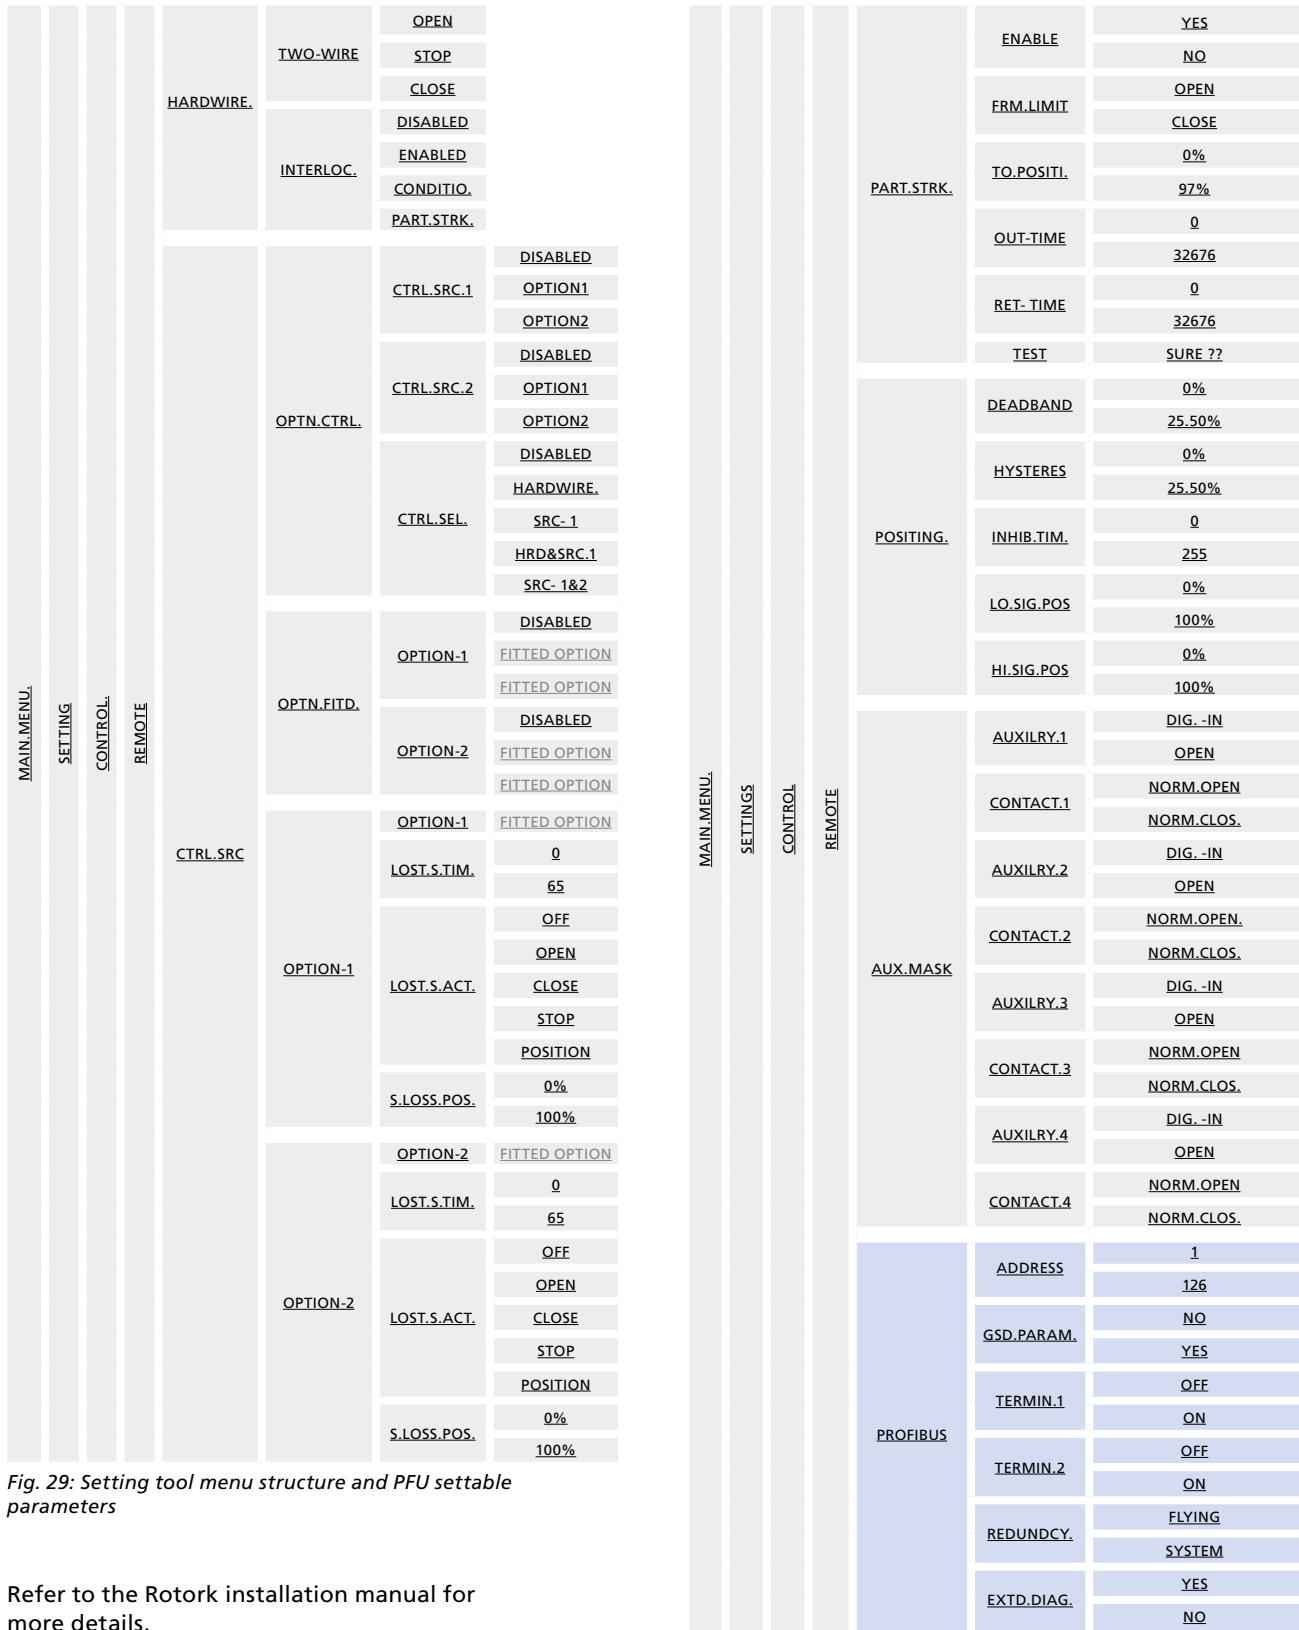 MAIN.MENU.
SETTING
CONTROL.
REMOTE
HARDWIRE.
TWO-WIRE
OPEN
STOP
CLOSE
INTERLOC.
DISABLED
ENABLED
CONDITIO.
PART.STRK.
CTRL.SRC
OPTN.CTRL.
CTRL.SRC.1
DISABLED
OPTION1
OPTION2
CTRL.SRC.2
DISABLED
OPTION1
OPTION2
CTRL.SEL.
DISABLED
HARDWIRE.
SRC- 1
HRD&SRC.1
SRC- 1&2
OPTN.FITD.
OPTION-1
DISABLED
FITTED OPTION
FITTED OPTION
OPTION-2
DISABLED
FITTED OPTION
FITTED OPTION
OPTION-1
OPTION-1
FITTED OPTION
LOST.S.TIM.
0
65
LOST.S.ACT.
OFF
OPEN
CLOSE
STOP
POSITION
S.LOSS.POS.
0%
100%
OPTION-2
OPTION-2
FITTED OPTION
LOST.S.TIM.
0
65
LOST.S.ACT.
OFF
OPEN
CLOSE
STOP
POSITION
S.LOSS.POS.
0%
100%
Fig. 29: Setting tool menu structure and PFU settable
parameters
Refer to the Rotork installation manual for
more details.
MAIN.MENU.
SETTINGS
CONTROL
REMOTE
PART.STRK.
ENABLE
YES
NO
FRM.LIMIT
OPEN
CLOSE
TO.POSITI.
0%
97%
OUT-TIME
0
32676
RET- TIME
0
32676
TEST
SURE ??
POSITING.
DEADBAND
0%
25.50%
HYSTERES
0%
25.50%
INHIB.TIM.
0
255
LO.SIG.POS
0%
100%
HI.SIG.POS
0%
100%
AUX.MASK
AUXILRY.1
DIG. -IN
OPEN
CONTACT.1
NORM.OPEN
NORM.CLOS.
AUXILRY.2
DIG. -IN
OPEN
CONTACT.2
NORM.OPEN.
NORM.CLOS.
AUXILRY.3
DIG. -IN
OPEN
CONTACT.3
NORM.OPEN
NORM.CLOS.
AUXILRY.4
DIG. -IN
OPEN
CONTACT.4
NORM.OPEN
NORM.CLOS.
PROFIBUS
ADDRESS
1
126
GSD.PARAM.
NO
YES
TERMIN.1
OFF
ON
TERMIN.2
OFF
ON
REDUNDCY.
FLYING
SYSTEM
EXTD.DIAG.
YES
NO